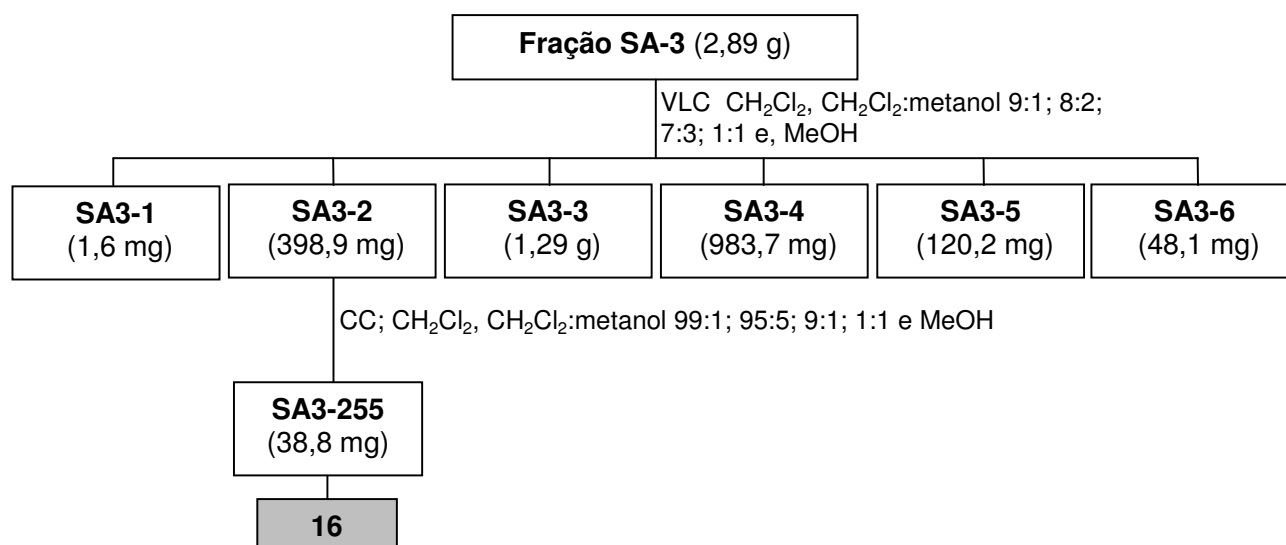 Fração SA-3 (2,89 g)
VLC CH₂Cl₂, CH₂Cl₂:metanol 9:1; 8:2;
7:3; 1:1 e, MeOH
SA3-1
(1,6 mg)
SA3-2
(398,9 mg)
SA3-3
(1,29 g)
SA3-4
(983,7 mg)
SA3-5
(120,2 mg)
SA3-6
(48,1 mg)
CC; CH₂Cl₂, CH₂Cl₂:metanol 99:1; 95:5; 9:1; 1:1 e MeOH
SA3-255
(38,8 mg)
16